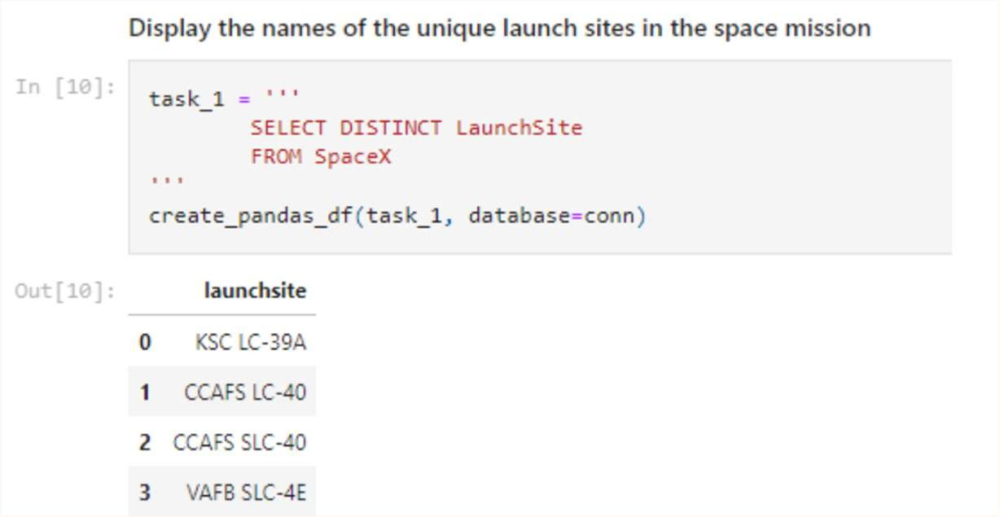 Display the names of the unique launch sites in the space mission
In [10]:
task_1 = '''
SELECT DISTINCT LaunchSite
FROM SpaceX
'''
create_pandas_df(task_1, database=conn)
Out[10]:
launchsite
0 KSC LC-39A
1 CCAFS LC-40
2 CCAFS SLC-40
3 VAFB SLC-4E